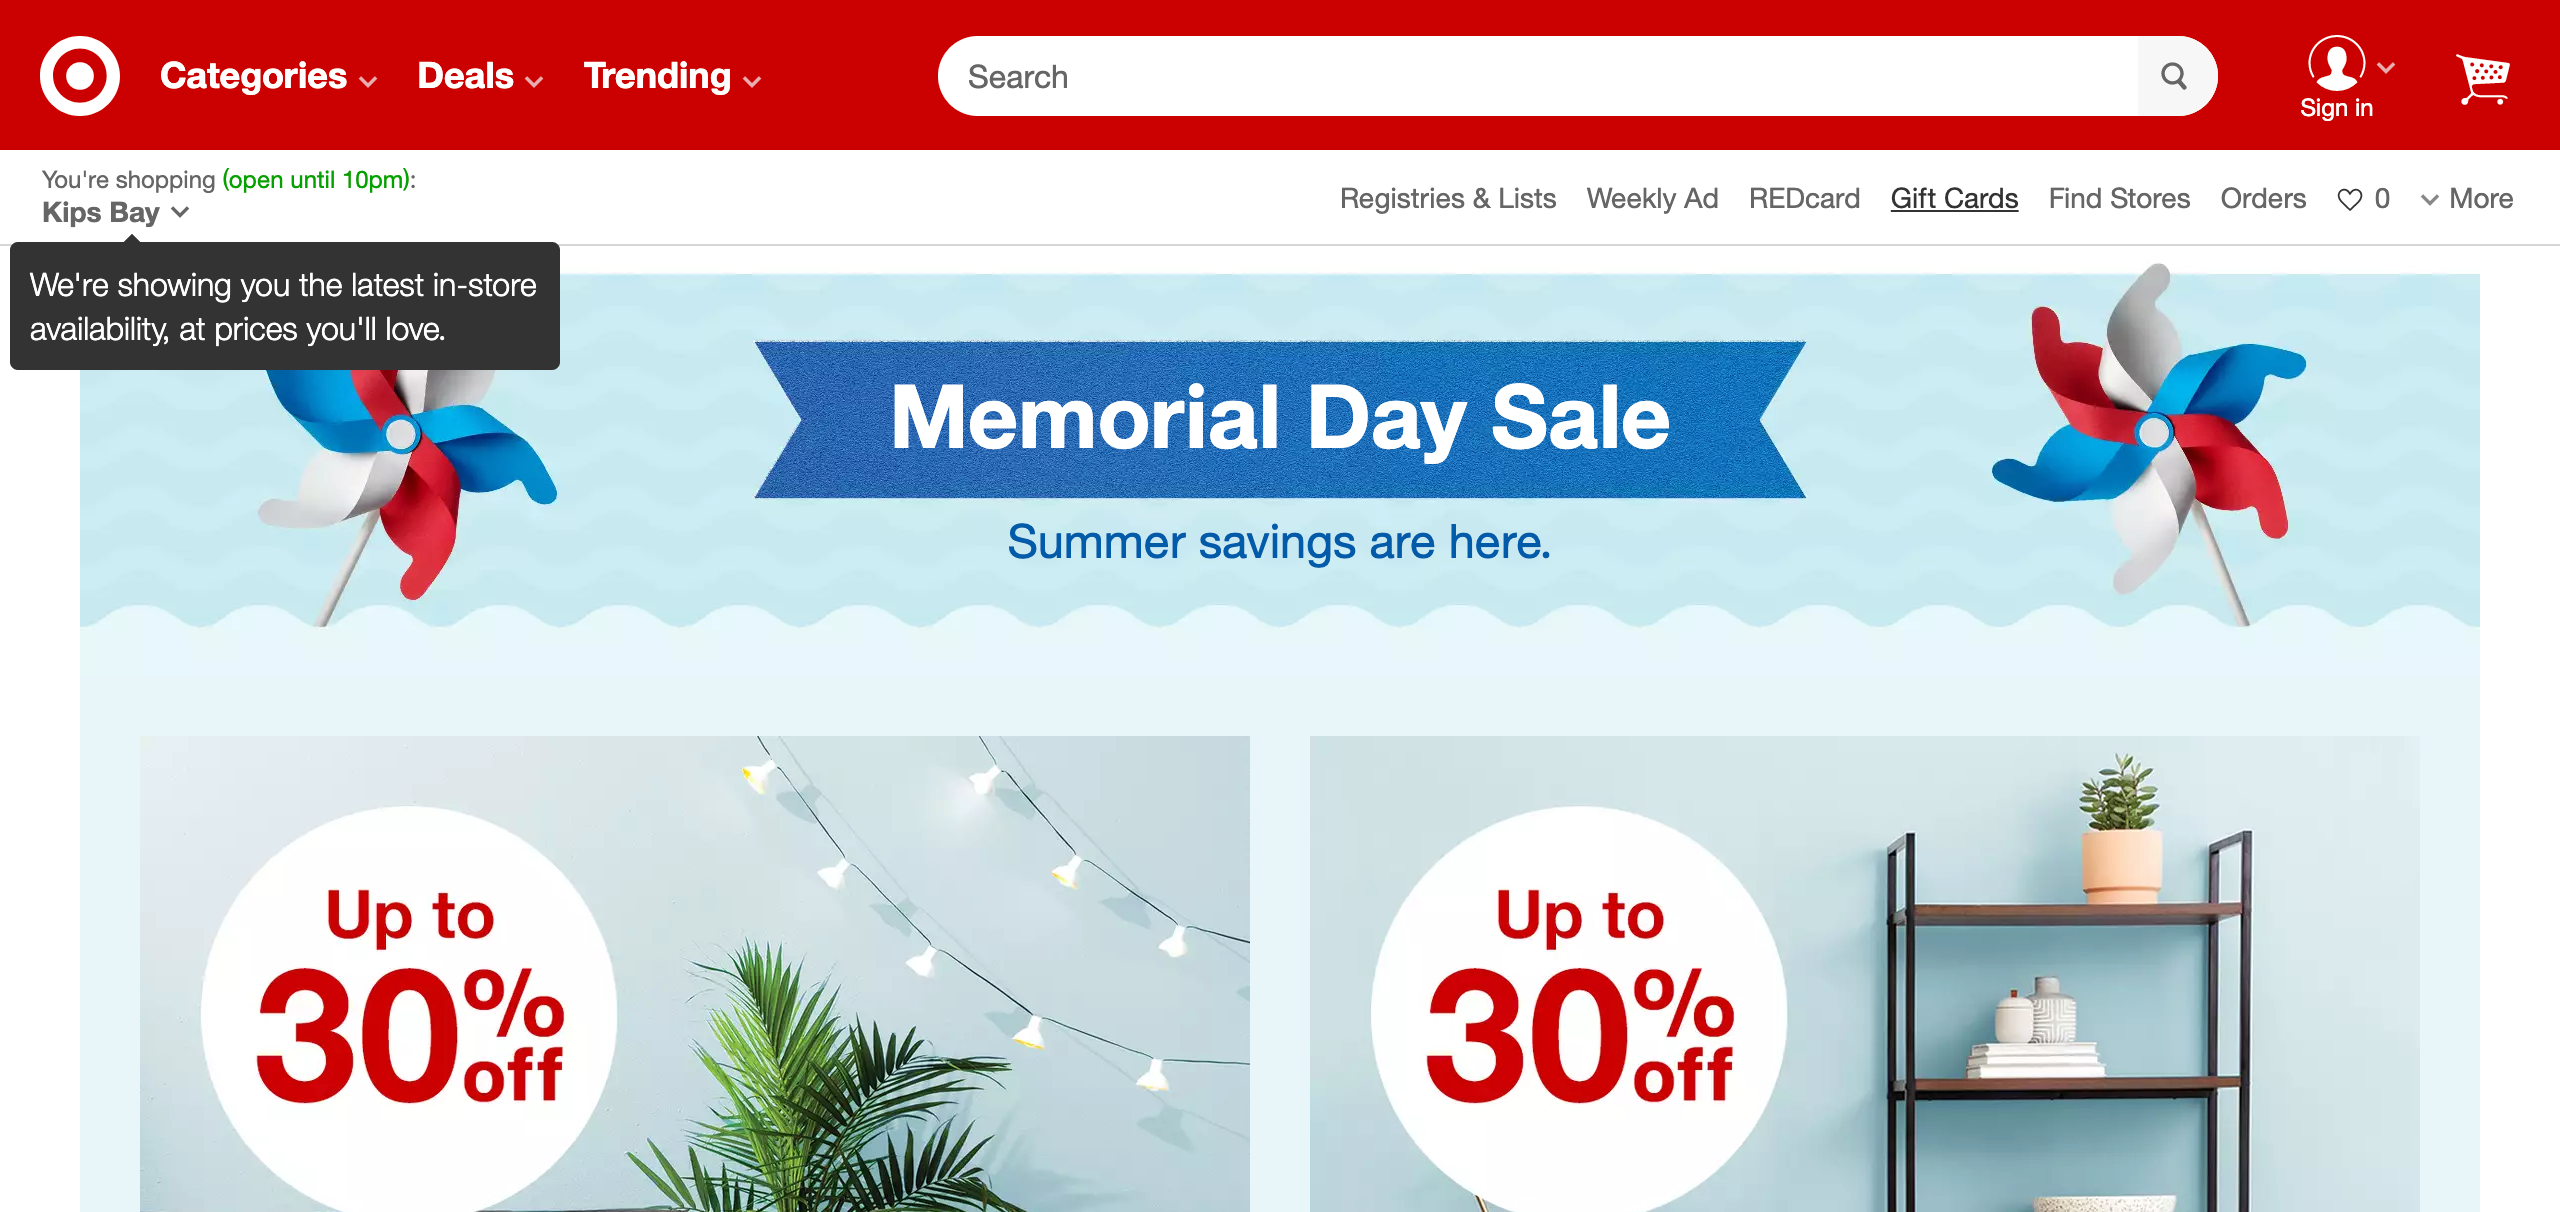 Categories
Deals
Trending
Search
Sign in
You're shopping (open until 10pm):
Kips Bay
Registries & Lists
Weekly Ad
REDcard
Gift Cards
Find Stores
Orders
0
More
We're showing you the latest in-store
availability, at prices you'll love.
Memorial Day Sale
Summer savings are here.
Up to
30%
off
Up to
30%
off